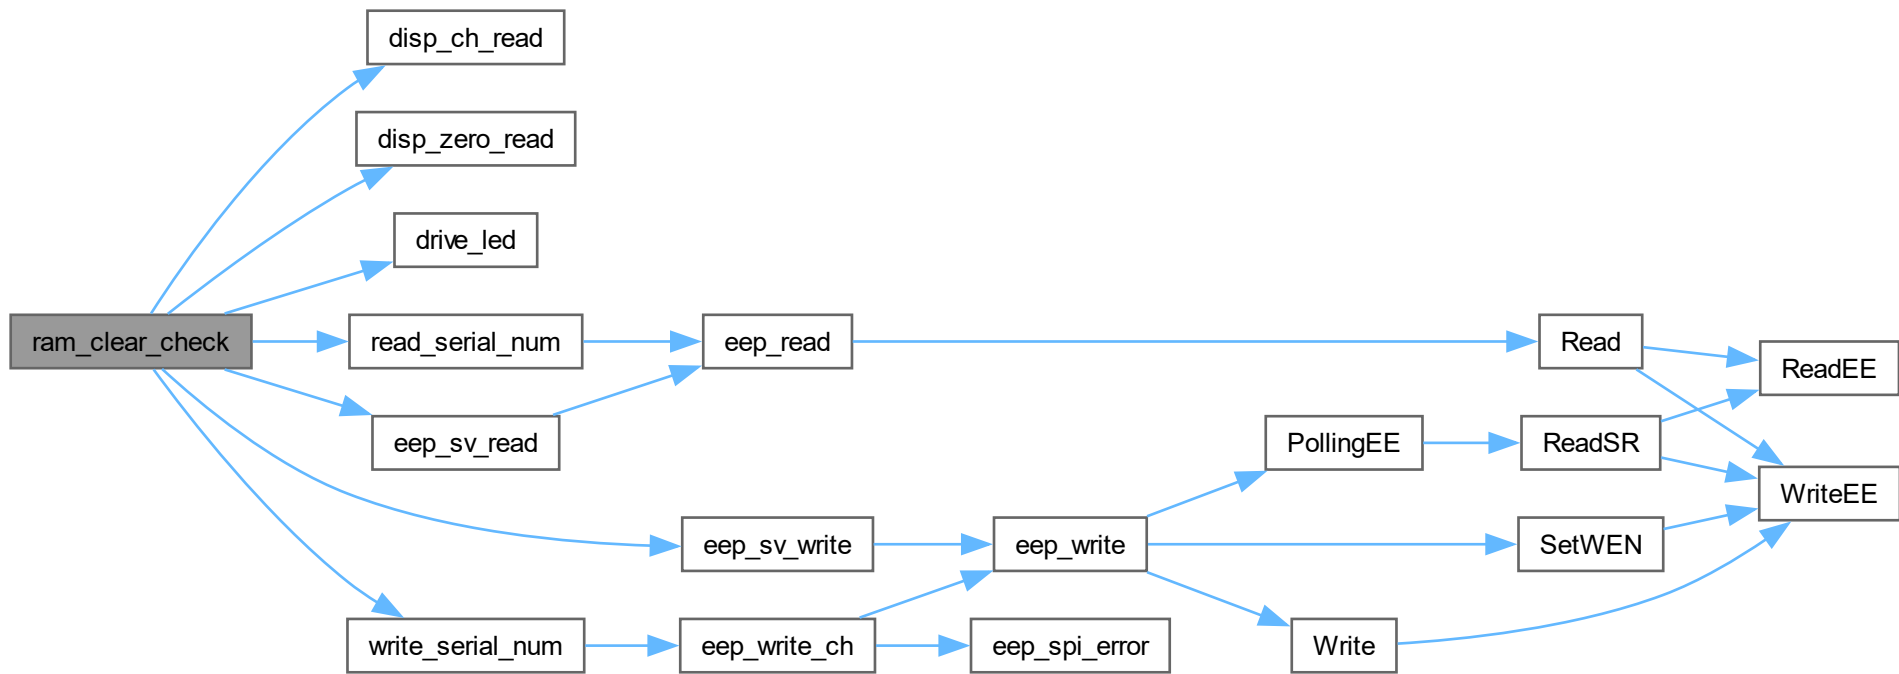 disp_ch_read
disp_zero_read
drive_led
ram_clear_check
read_serial_num
eep_read
Read
ReadEE
eep_sv_read
PollingEE
ReadSR
WriteEE
eep_sv_write
eep_write
SetWEN
write_serial_num
eep_write_ch
eep_spi_error
Write